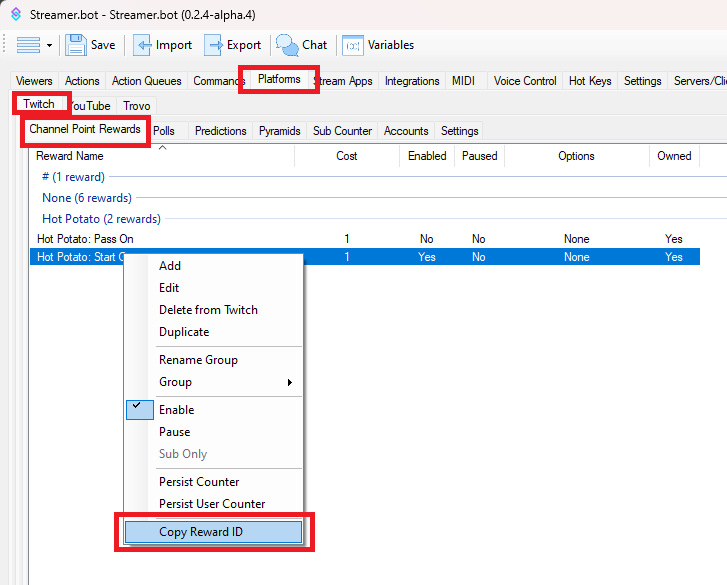 Streamer.bot - Streamer.bot (0.2.4-alpha.4)
Save Import Export Chat Variables
Viewers Actions Action Queues Commands Platforms Stream Apps Integrations MIDI Voice Control Hot Keys Settings
Twitch YouTube Trovo
Channel Point Rewards Polls Predictions Pyramids Sub Counter Accounts Settings
Reward Name Cost Enabled Paused Options Owned
# (1 reward)
None (6 rewards)
Hot Potato (2 rewards)
Hot Potato: Pass On 1 No No None Yes
Hot Potato: Start 1 Yes No None Yes
Add
Edit
Delete from Twitch
Duplicate
Rename Group
Group
Enable
Pause
Sub Only
Persist Counter
Persist User Counter
Copy Reward ID